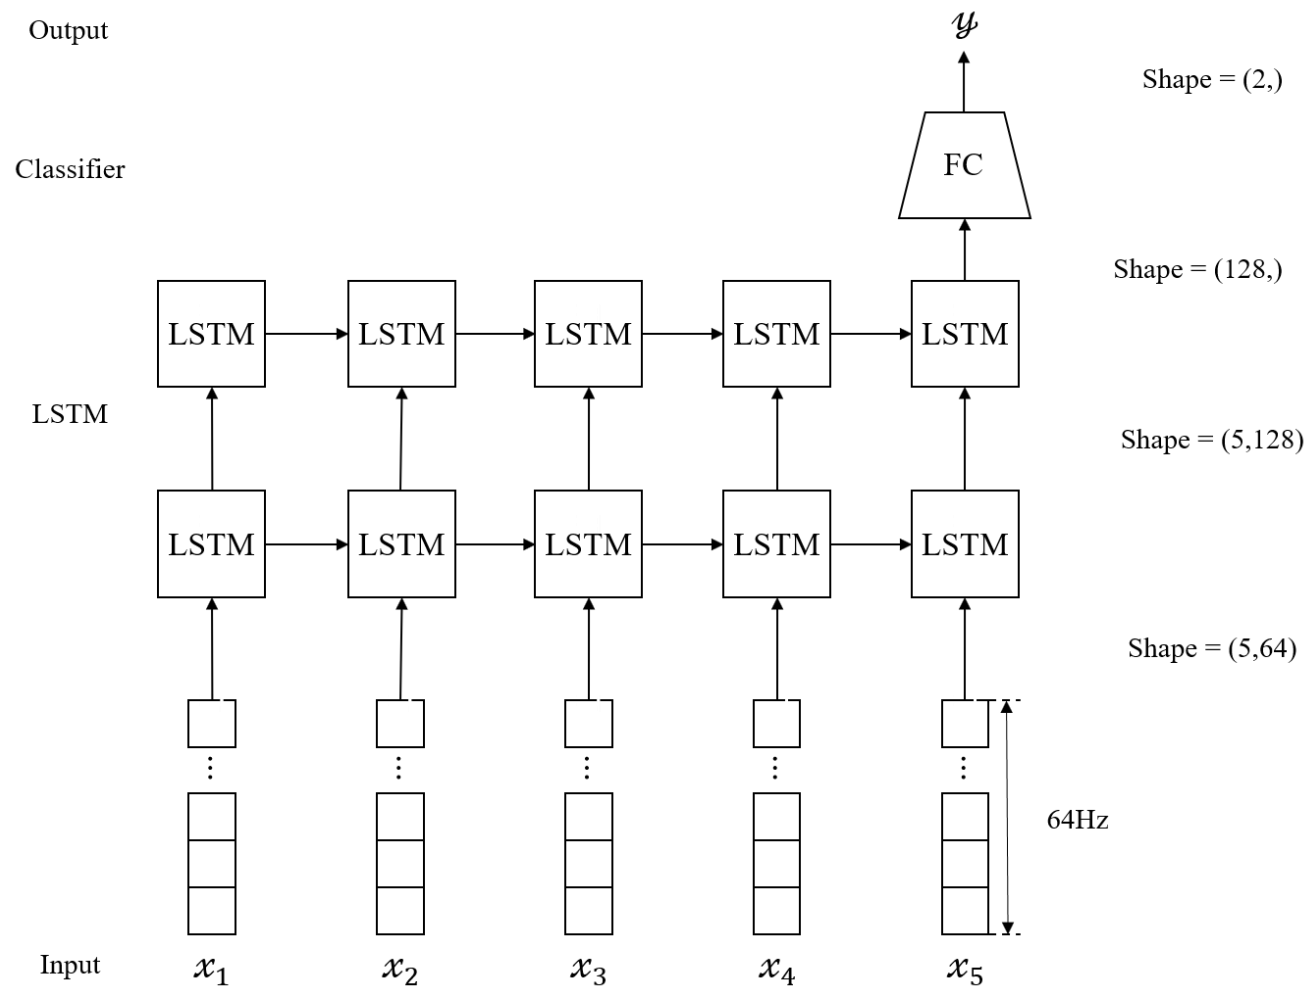 Output
𝓎
Shape = (2,)
Classifier
FC
Shape = (128,)
LSTM LSTM LSTM LSTM LSTM
LSTM
Shape = (5,128)
LSTM LSTM LSTM LSTM LSTM
Shape = (5,64)
⋮ ⋮ ⋮ ⋮ ⋮
64Hz
Input x₁ x₂ x₃ x₄ x₅